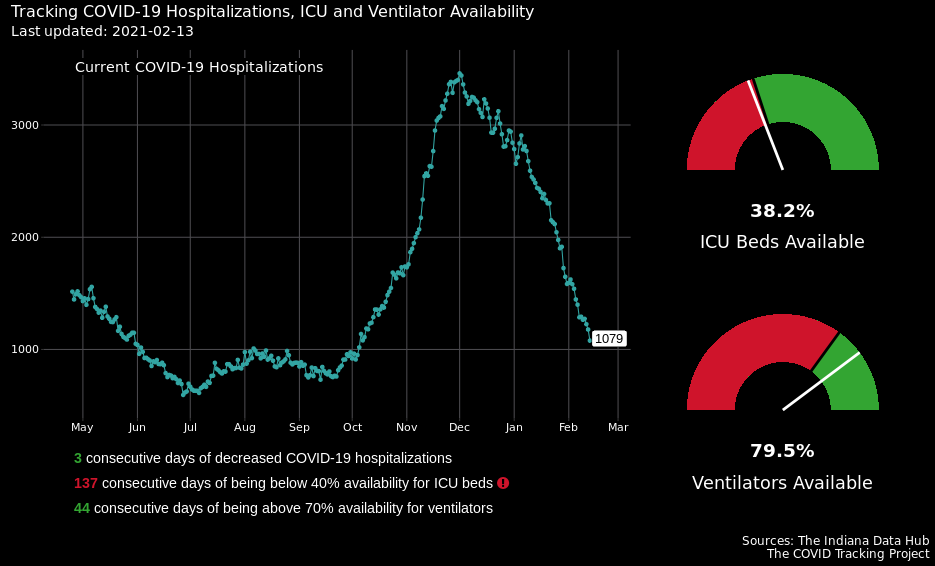 Tracking COVID-19 Hospitalizations, ICU and Ventilator Availability
Last updated: 2021-02-13
Current COVID-19 Hospitalizations
3000
2000
1000
1079
May Jun Jul Aug Sep Oct Nov Dec Jan Feb Mar
38.2%
ICU Beds Available
79.5%
Ventilators Available
3 consecutive days of decreased COVID-19 hospitalizations
137 consecutive days of being below 40% availability for ICU beds !
44 consecutive days of being above 70% availability for ventilators
Sources: The Indiana Data Hub
The COVID Tracking Project